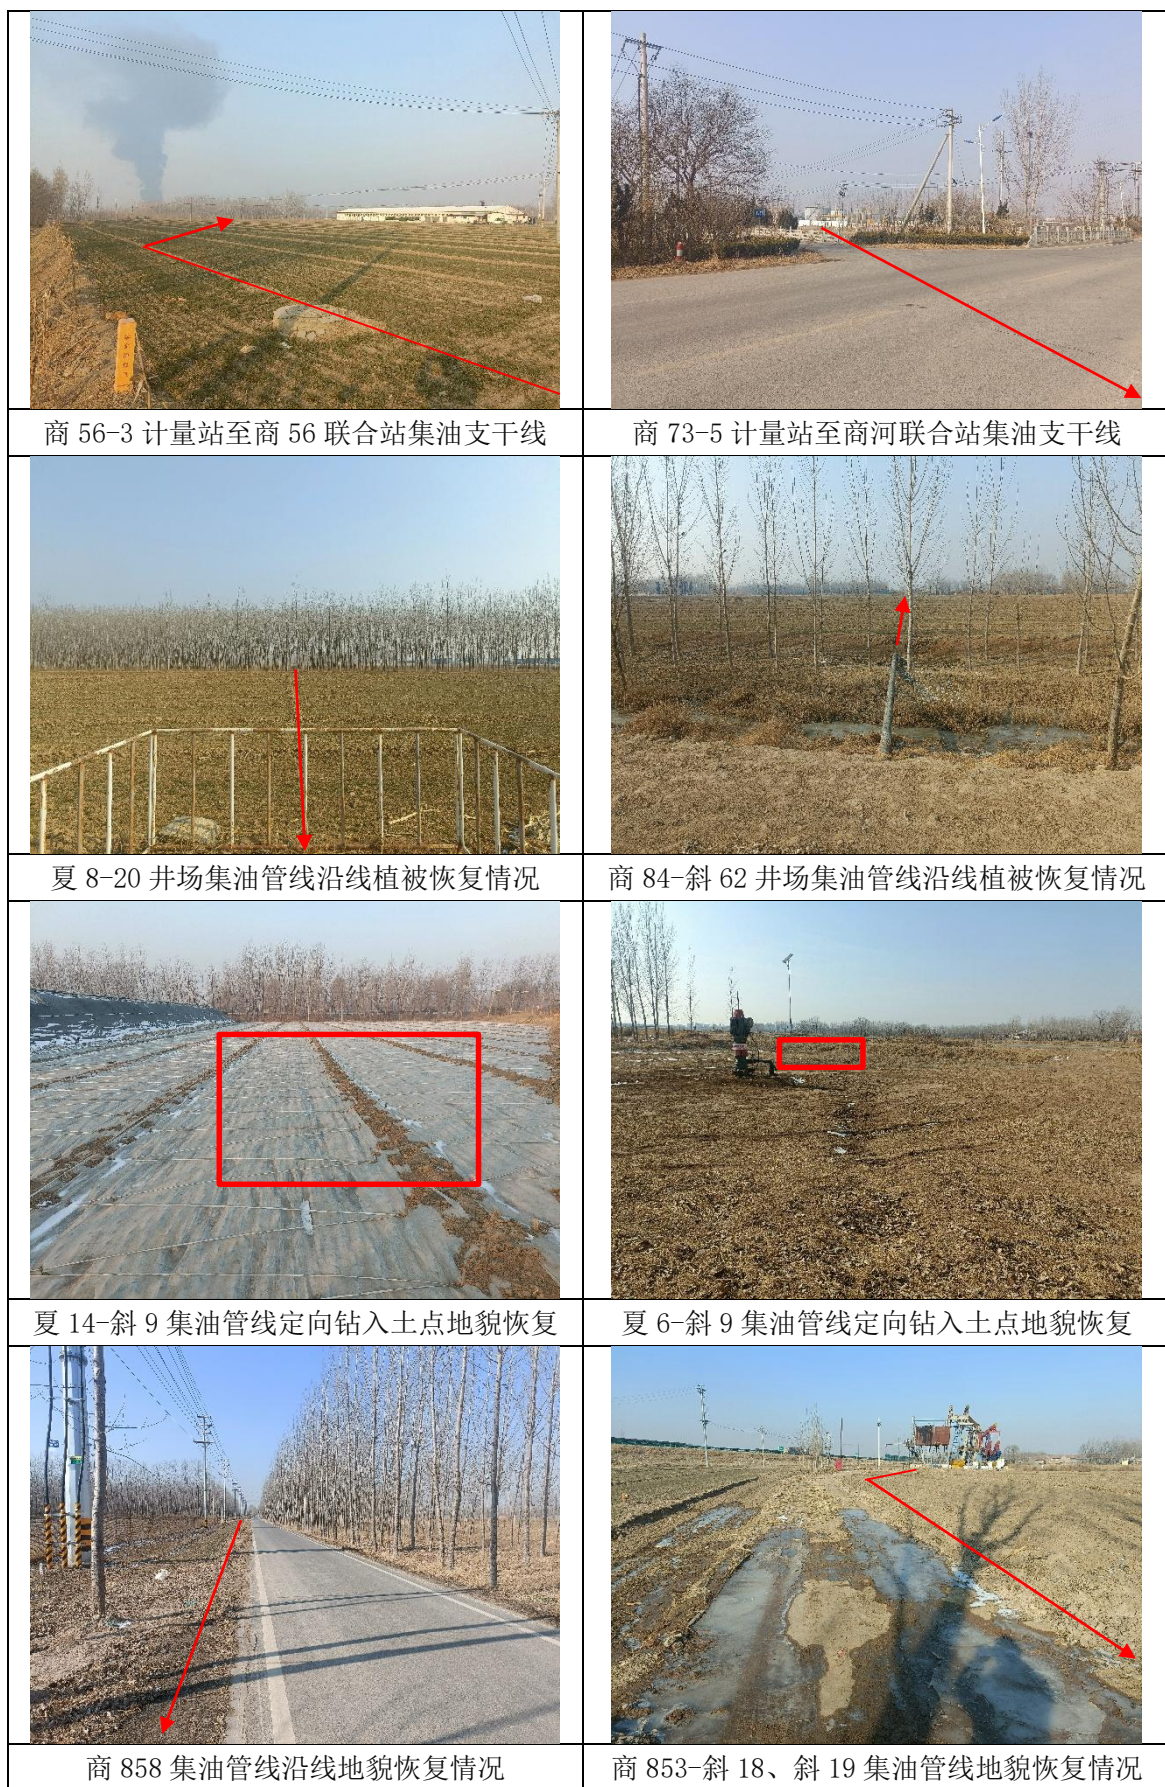 商 56-3 计量站至商 56 联合站集油支干线
商 73-5 计量站至商河联合站集油支干线
夏 8-20 井场集油管线沿线植被恢复情况
商 84-斜 62 井场集油管线沿线植被恢复情况
夏 14-斜 9 集油管线定向钻入土点地貌恢复
夏 6-斜 9 集油管线定向钻入土点地貌恢复
商 858 集油管线沿线地貌恢复情况
商 853-斜 18、斜 19 集油管线地貌恢复情况